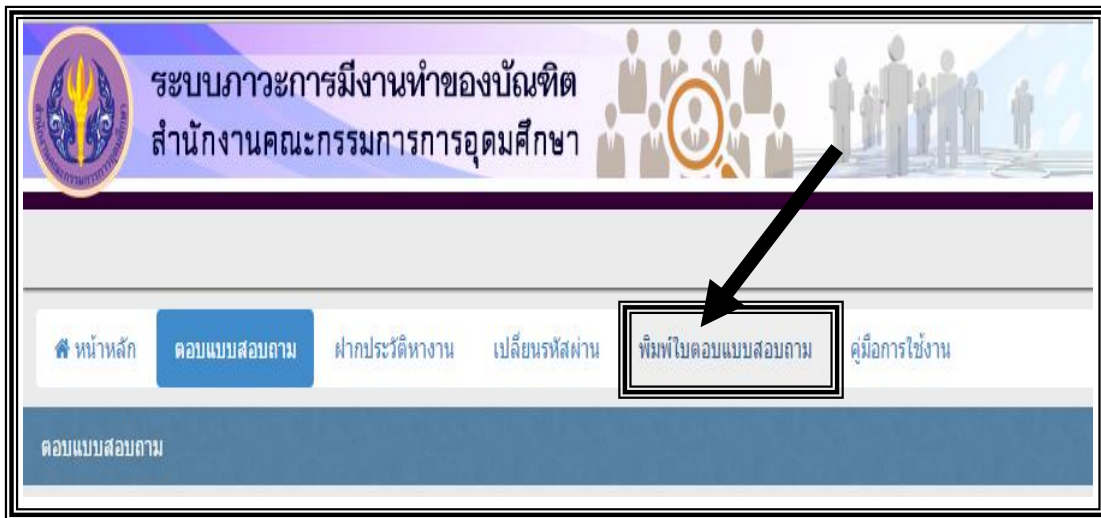 ระบบภาวะการมีงานทำของบัณฑิต
สำนักงานคณะกรรมการการอุดมศึกษา
หน้าหลัก ตอบแบบสอบถาม ฝากประวัติหางาน เปลี่ยนรหัสผ่าน พิมพ์ใบตอบแบบสอบถาม คู่มือการใช้งาน
ตอบแบบสอบถาม